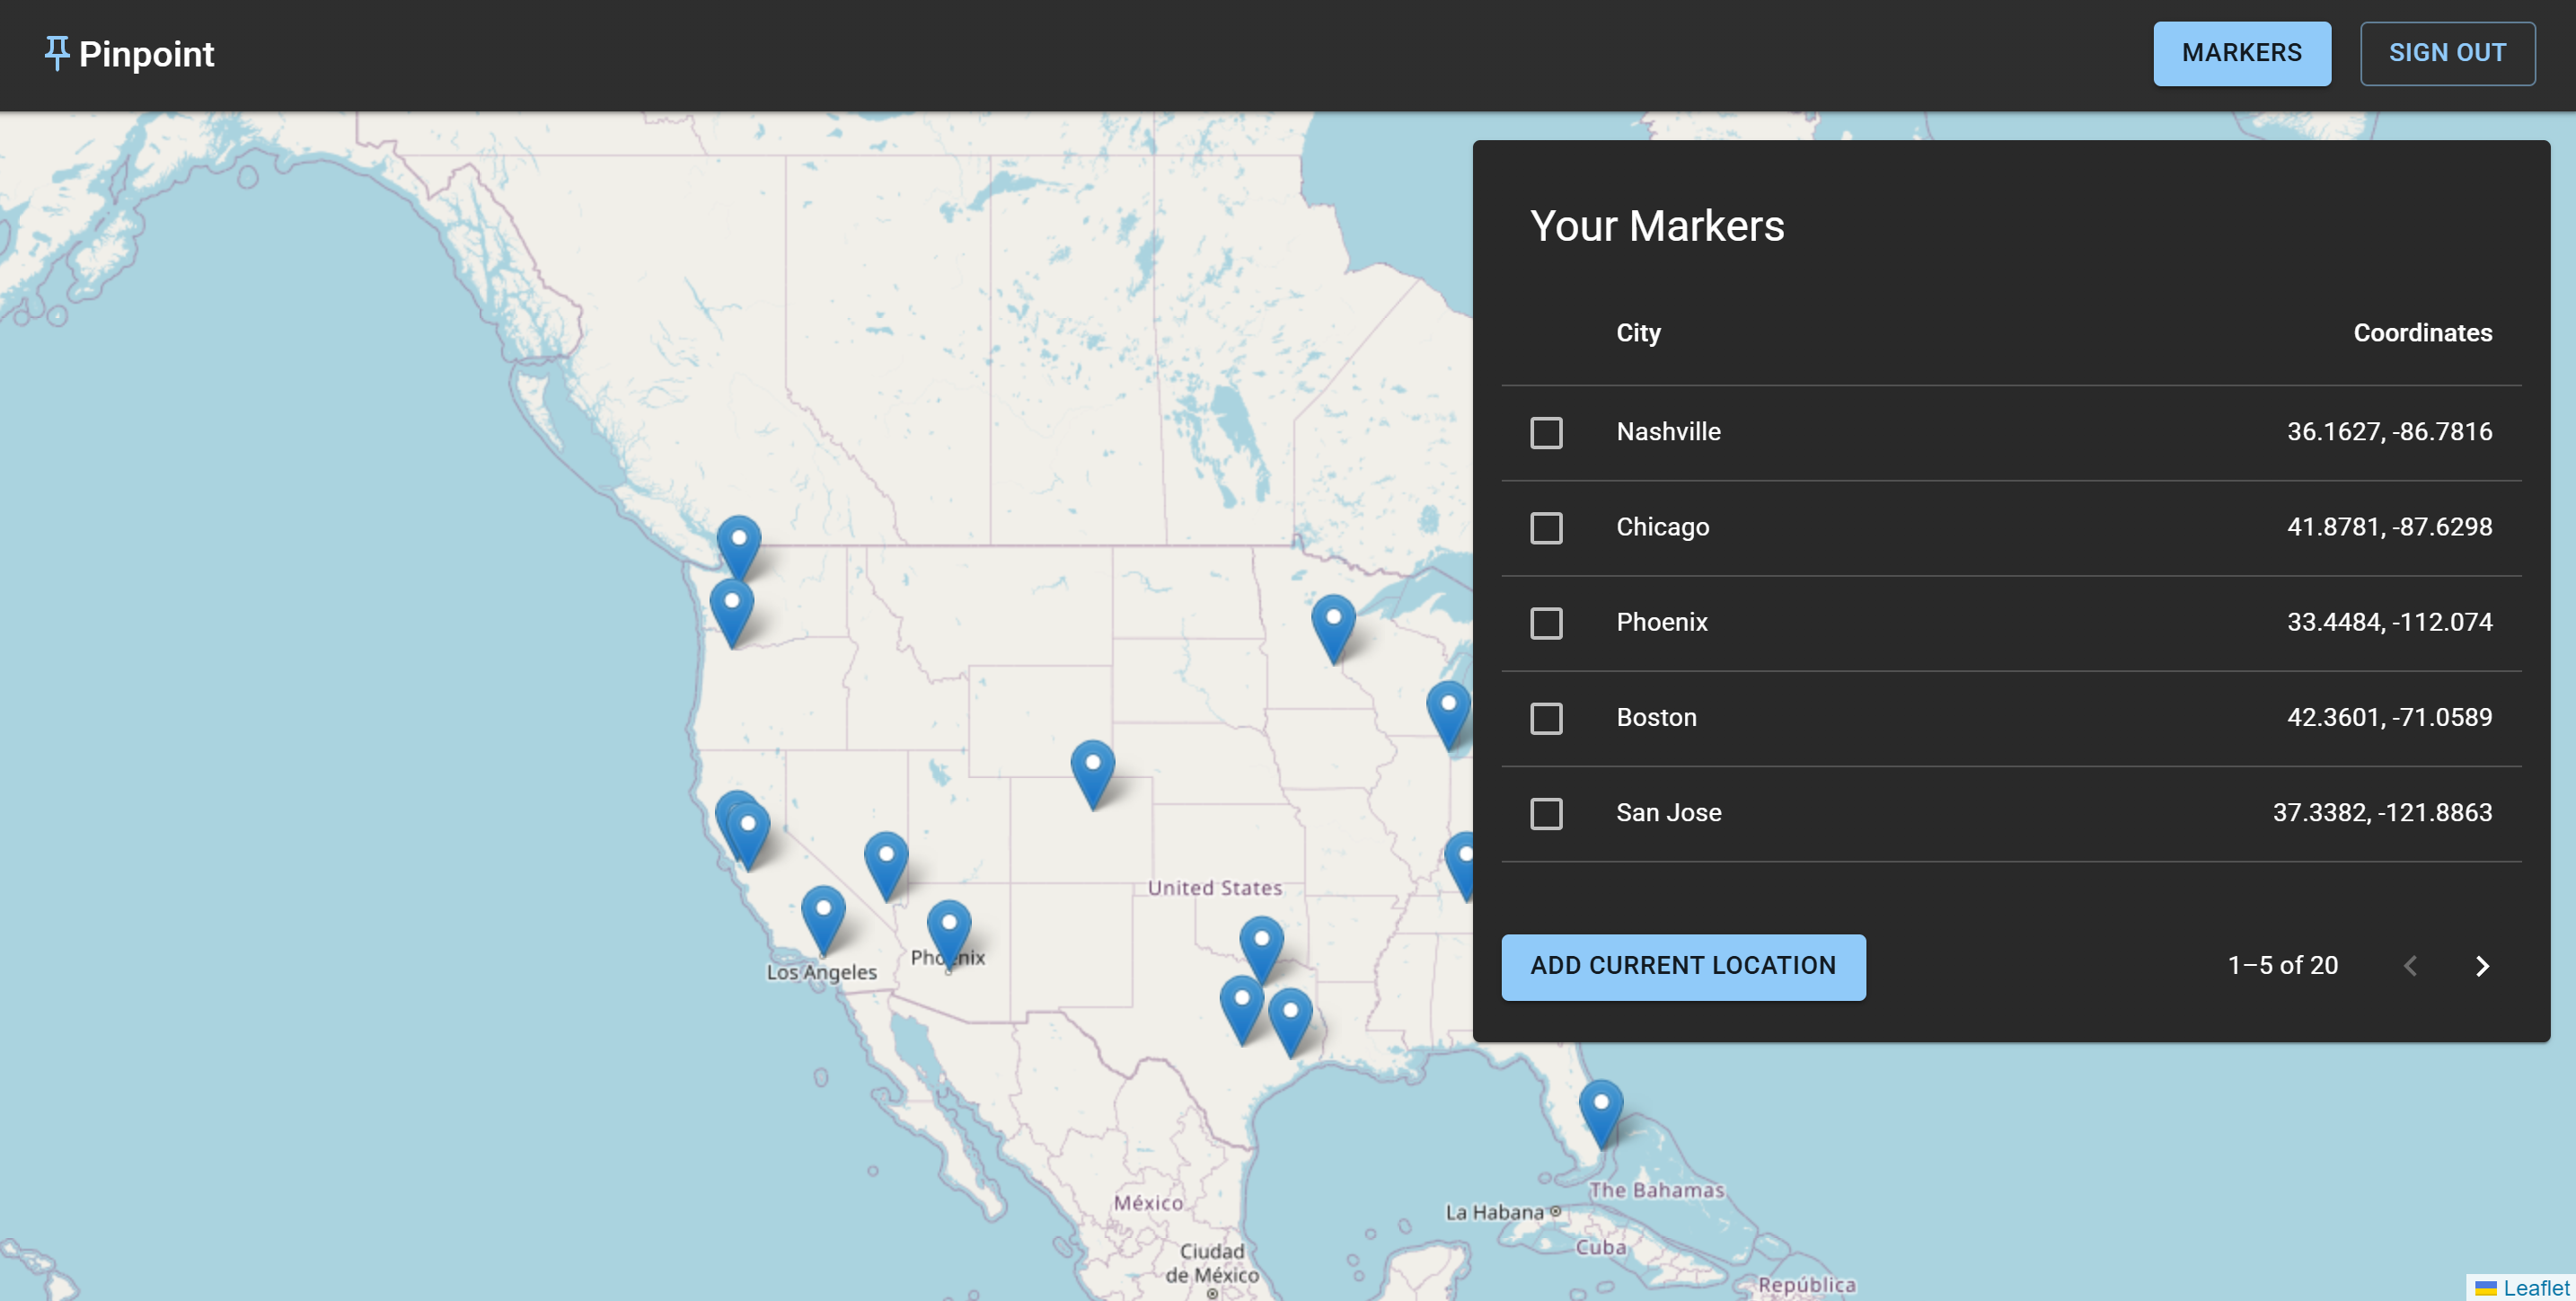 Pinpoint
MARKERS
SIGN OUT
Your Markers
City Coordinates
Nashville 36.1627, -86.7816
Chicago 41.8781, -87.6298
Phoenix 33.4484, -112.074
Boston 42.3601, -71.0589
San Jose 37.3382, -121.8863
ADD CURRENT LOCATION
1–5 of 20
United States
Phoenix
Los Angeles
The Bahamas
México
La Habana
Cuba
Ciudad
de México
República
Leaflet